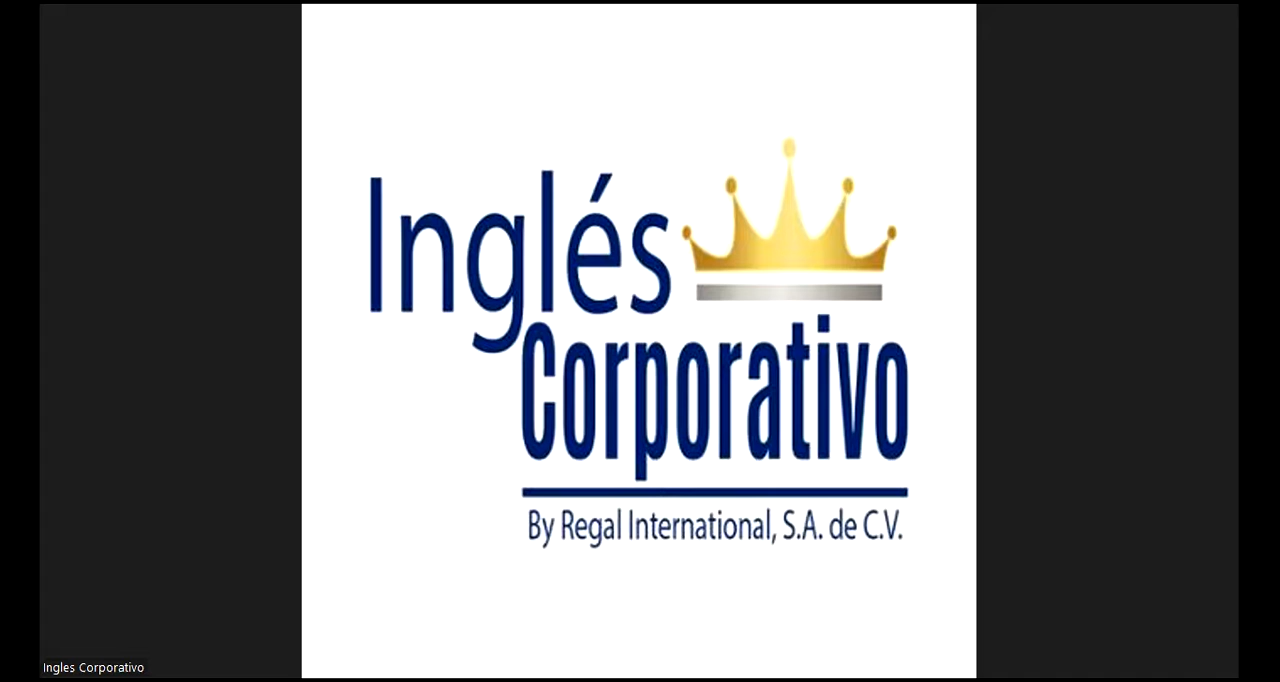 Inglés
Corporativo
By Regal International, S.A. de C.V.
Ingles Corporativo